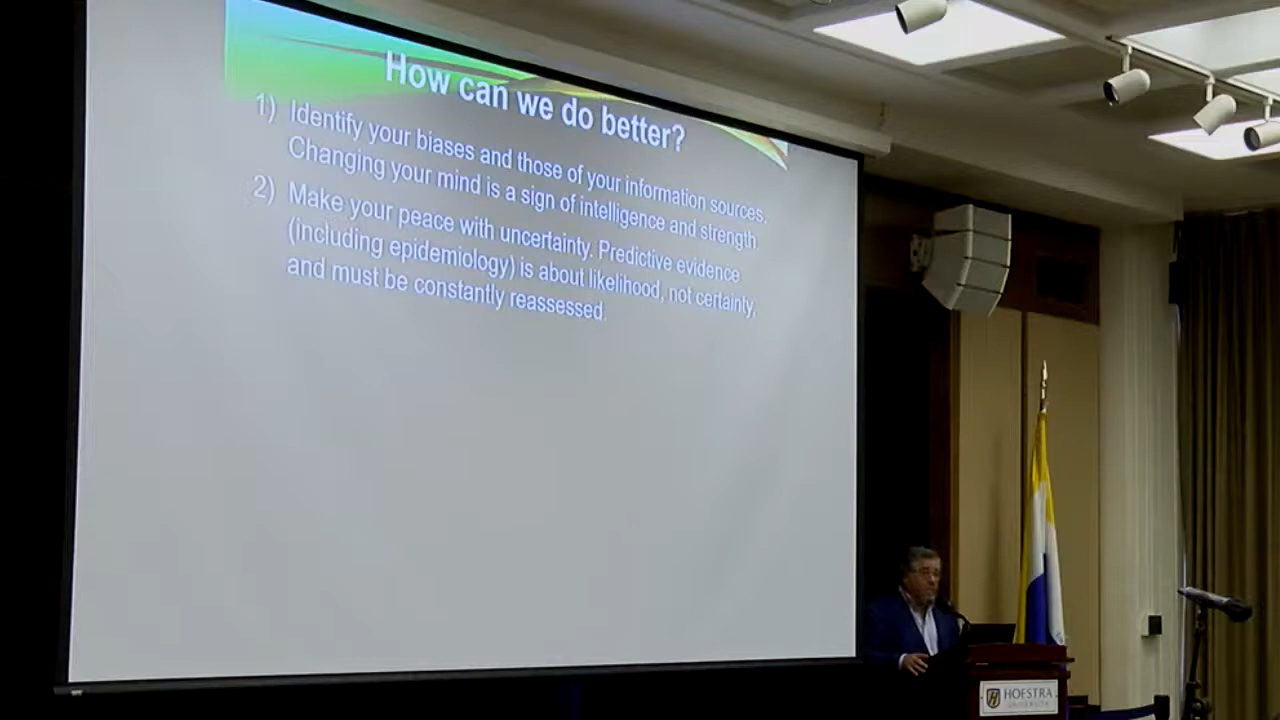 How can we do better?
1) Identify your biases and those of your information sources.
Changing your mind is a sign of intelligence and strength.
2) Make your peace with uncertainty. Predictive evidence
(including epidemiology) is about likelihood, not certainty,
and must be constantly reassessed.
HOFSTRA
UNIVERSITY